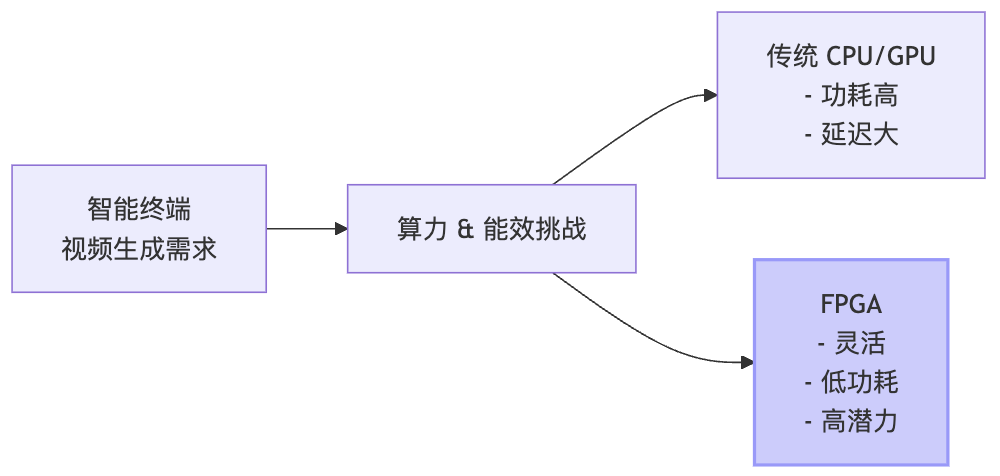 智能终端
视频生成需求
算力 & 能效挑战
传统 CPU/GPU
- 功耗高
- 延迟大
FPGA
- 灵活
- 低功耗
- 高潜力